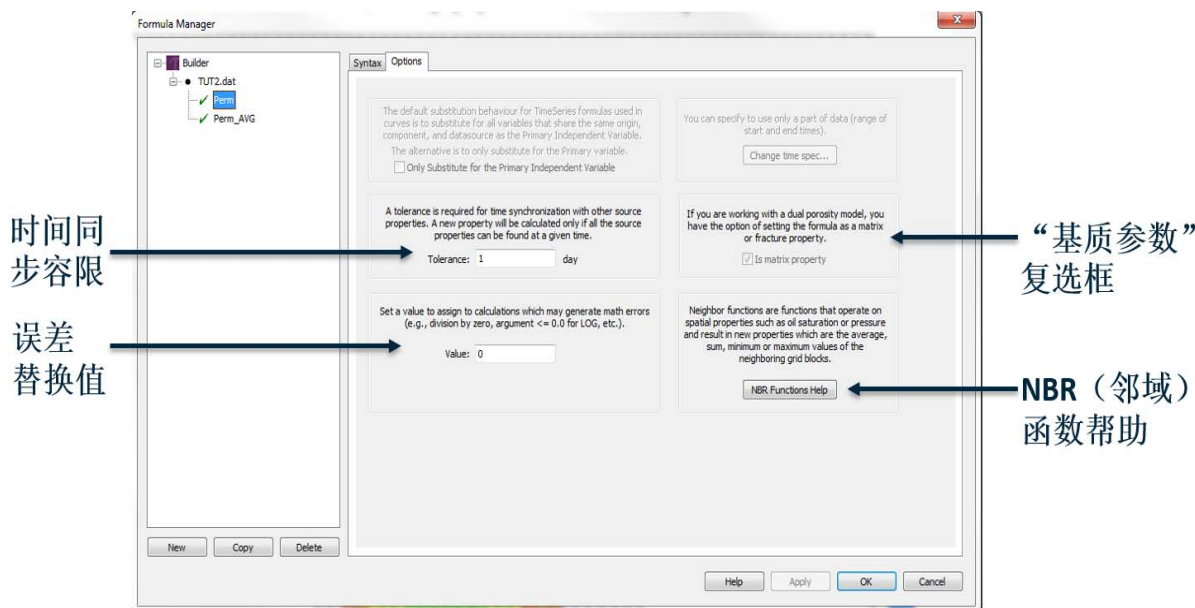 Formula Manager
x
Builder
TUT2.dat
Perm
Perm_AVG
Syntax
Options
The default substitution behaviour for TimeSeries formulas used in
curves is to substitute for all variables that share the same origin,
component, and datasource as the Primary Independent Variable.
The alternative is to only substitute for the Primary variable.
Only Substitute for the Primary Independent Variable
You can specify to use only a part of data (range of
start and end times).
Change time spec...
时间同
步容限
A tolerance is required for time synchronization with other source
properties. A new property will be calculated only if all the source
properties can be found at a given time.
Tolerance: 1 day
If you are working with a dual porosity model, you
have the option of setting the formula as a matrix
or fracture property.
Is matrix property
“基质参数”
复选框
误差
替换值
Set a value to assign to calculations which may generate math errors
(e.g., division by zero, argument <= 0.0 for LOG, etc.).
Value: 0
Neighbor functions are functions that operate on
spatial properties such as oil saturation or pressure
and result in new properties which are the average,
sum, minimum or maximum values of the
neighboring grid blocks.
NBR Functions Help
NBR（邻域）
函数帮助
New
Copy
Delete
Help
Apply
OK
Cancel